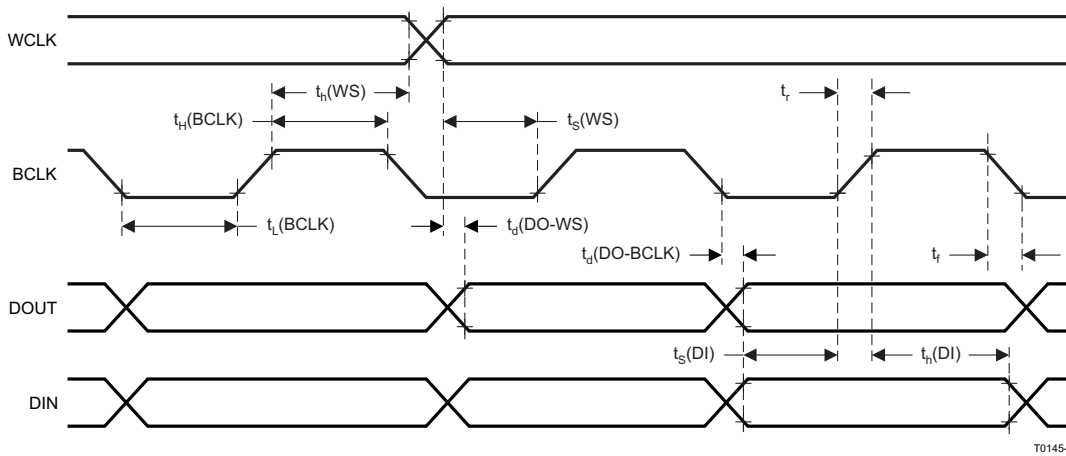 WCLK
t_h(WS)
t_r
t_H(BCLK)
t_S(WS)
BCLK
t_L(BCLK)
t_d(DO-WS)
t_d(DO-BCLK)
t_f
DOUT
t_S(DI)
t_h(DI)
DIN
T0145-